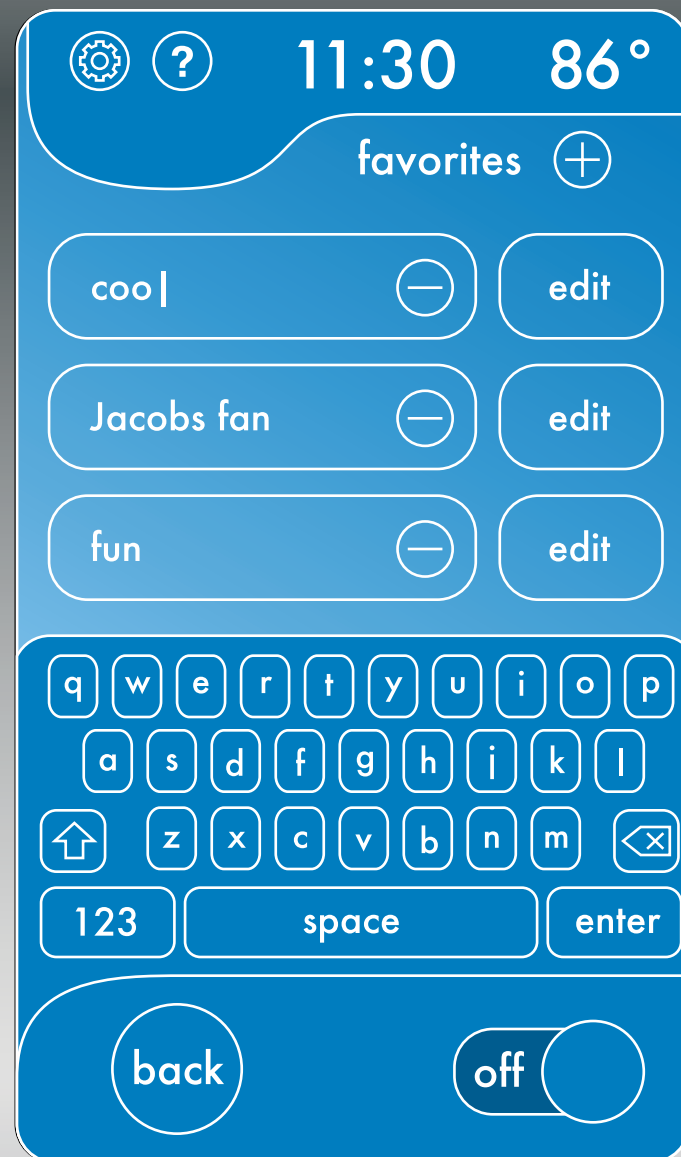 ? 11:30 86°
favorites
coo
edit
Jacobs fan
edit
fun
edit
q w e r t y u i o p
a s d f g h j k l
z x c v b n m
123 space enter
back off